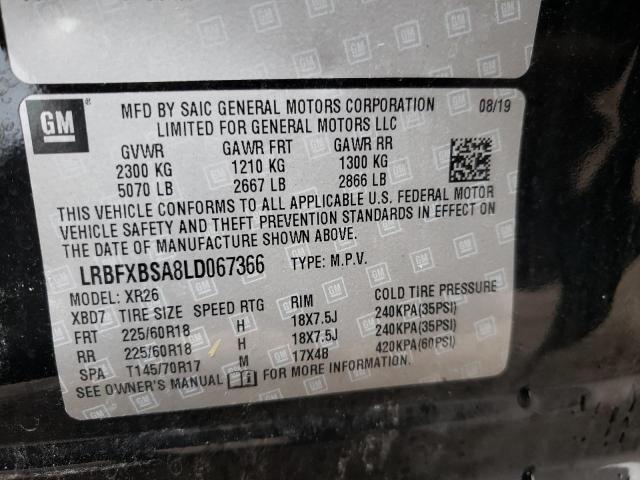 GM
MFD BY SAIC GENERAL MOTORS CORPORATION 08/19
LIMITED FOR GENERAL MOTORS LLC
GVWR GAWR FRT GAWR RR
2300 KG 1210 KG 1300 KG
5070 LB 2667 LB 2866 LB
THIS VEHICLE CONFORMS TO ALL APPLICABLE U.S. FEDERAL MOTOR
VEHICLE SAFETY AND THEFT PREVENTION STANDARDS IN EFFECT ON
THE DATE OF MANUFACTURE SHOWN ABOVE.
LRBFXBSA8LD067366 TYPE: M.P.V.
MODEL: XR26
XBD7 TIRE SIZE SPEED RTG RIM COLD TIRE PRESSURE
FRT 225/60R18 H 18X7.5J 240KPA(35PSI)
RR 225/60R18 H 18X7.5J 240KPA(35PSI)
SPA T145/70R17 M 17X4B 420KPA(60PSI)
SEE OWNER'S MANUAL FOR MORE INFORMATION.